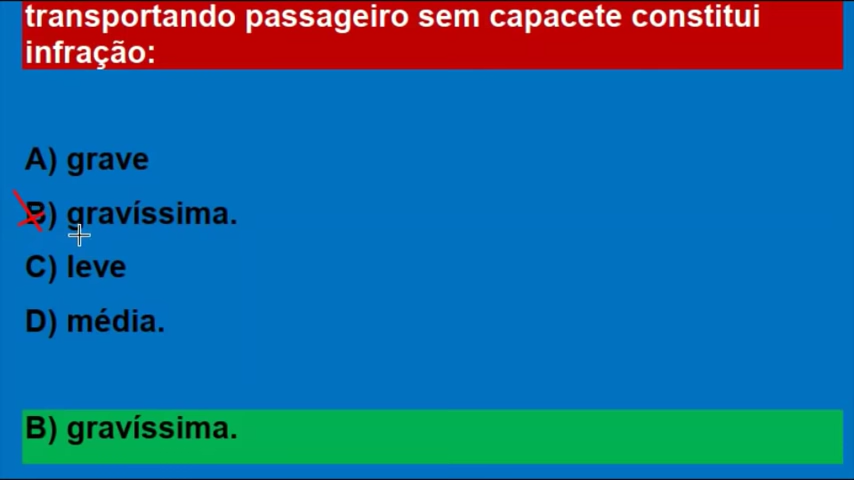 transportando passageiro sem capacete constitui
infração:
A) grave
B) gravíssima.
C) leve
D) média.
B) gravíssima.